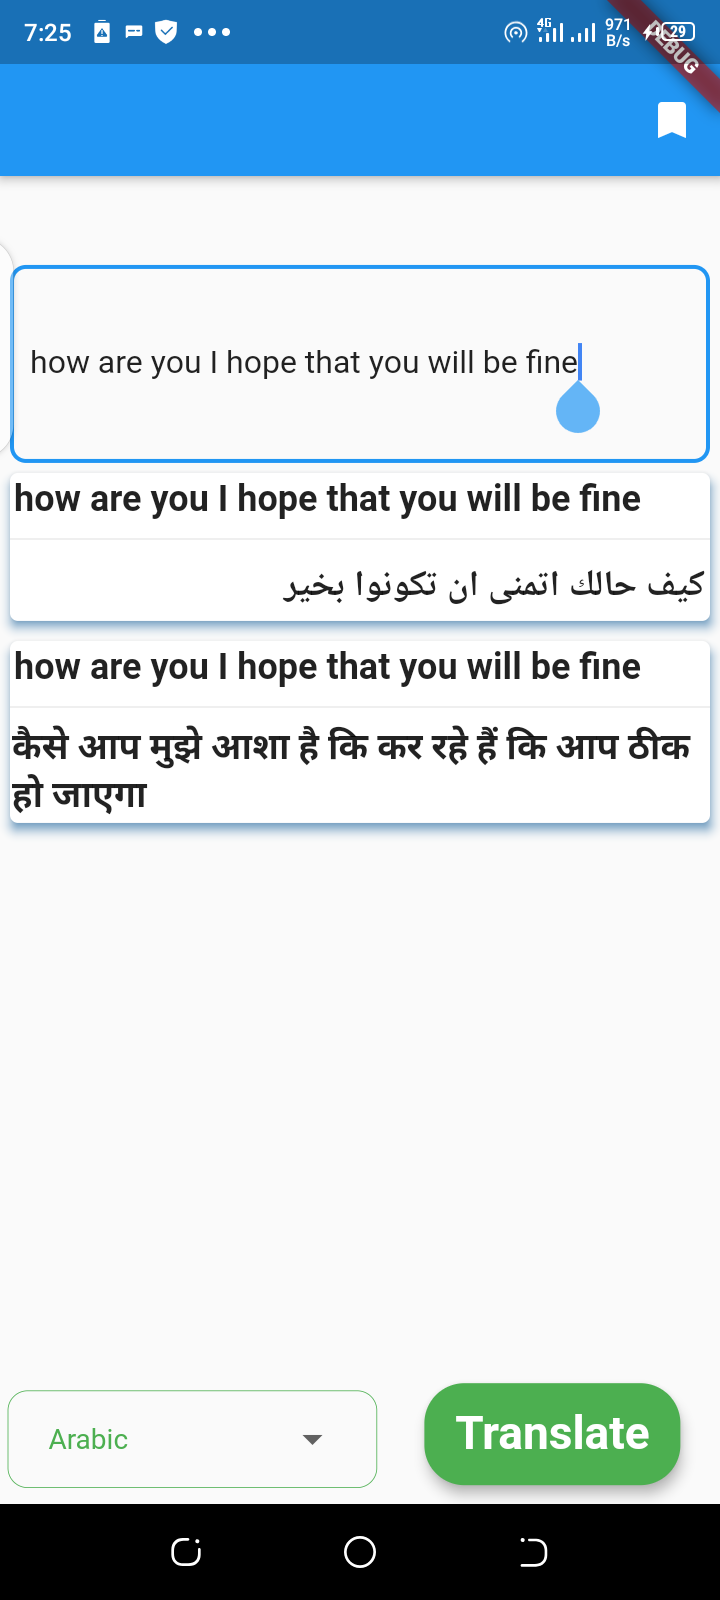 7:25
4G
971
B/s
29
DEBUG
how are you I hope that you will be fine
how are you I hope that you will be fine
كيف حالك اتمنى ان تكونوا بخير
how are you I hope that you will be fine
कैसे आप मुझे आशा है कि कर रहे हैं कि आप ठीक
हो जाएगा
Arabic
Translate